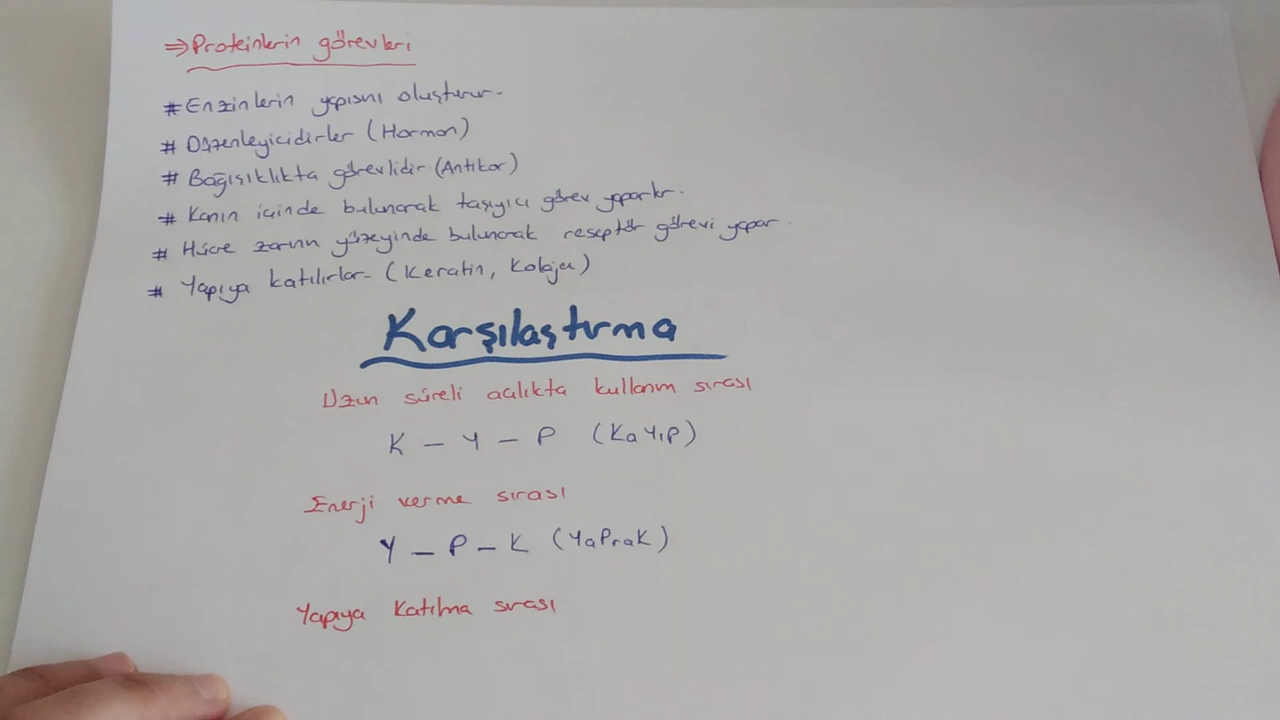 ⇒ Proteinlerin görevleri
# Enzimlerin yapısını oluşturur.
# Düzenleyicidirler (Hormon)
# Bağışıklıkta görevlidir (Antikor)
# Kanın içinde bulunarak taşıyıcı görev yaparlar.
# Hücre zarının yüzeyinde bulunarak reseptör görevi yapar.
# Yapıya katılırlar. (Keratin, Kolajen)
Karşılaştırma
Uzun süreli açlıkta kullanım sırası
K – Y – P (KaYıP)
Enerji verme sırası
Y – P – K (YaPraK)
Yapıya Katılma sırası